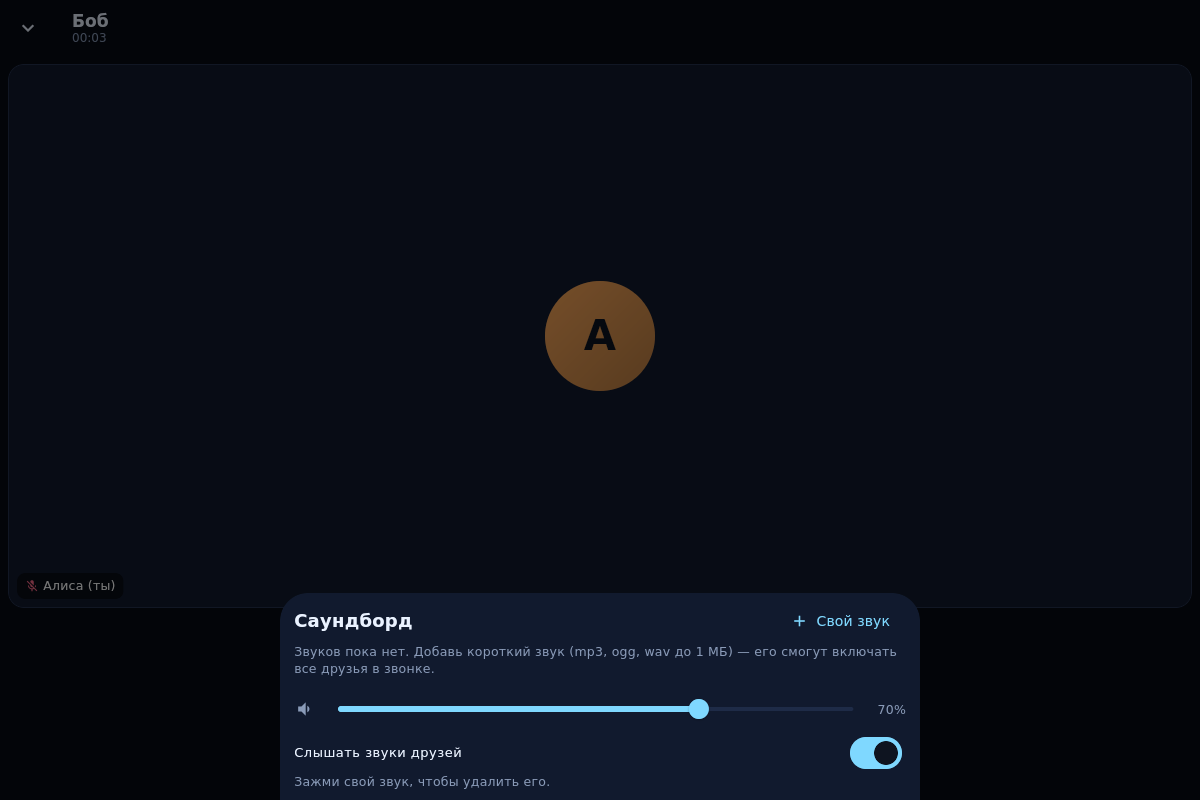 Боб
00:03
А
Алиса (ты)
Саундборд
+ Свой звук
Звуков пока нет. Добавь короткий звук (mp3, ogg, wav до 1 МБ) — его смогут включать
все друзья в звонке.
70%
Слышать звуки друзей
Зажми свой звук, чтобы удалить его.